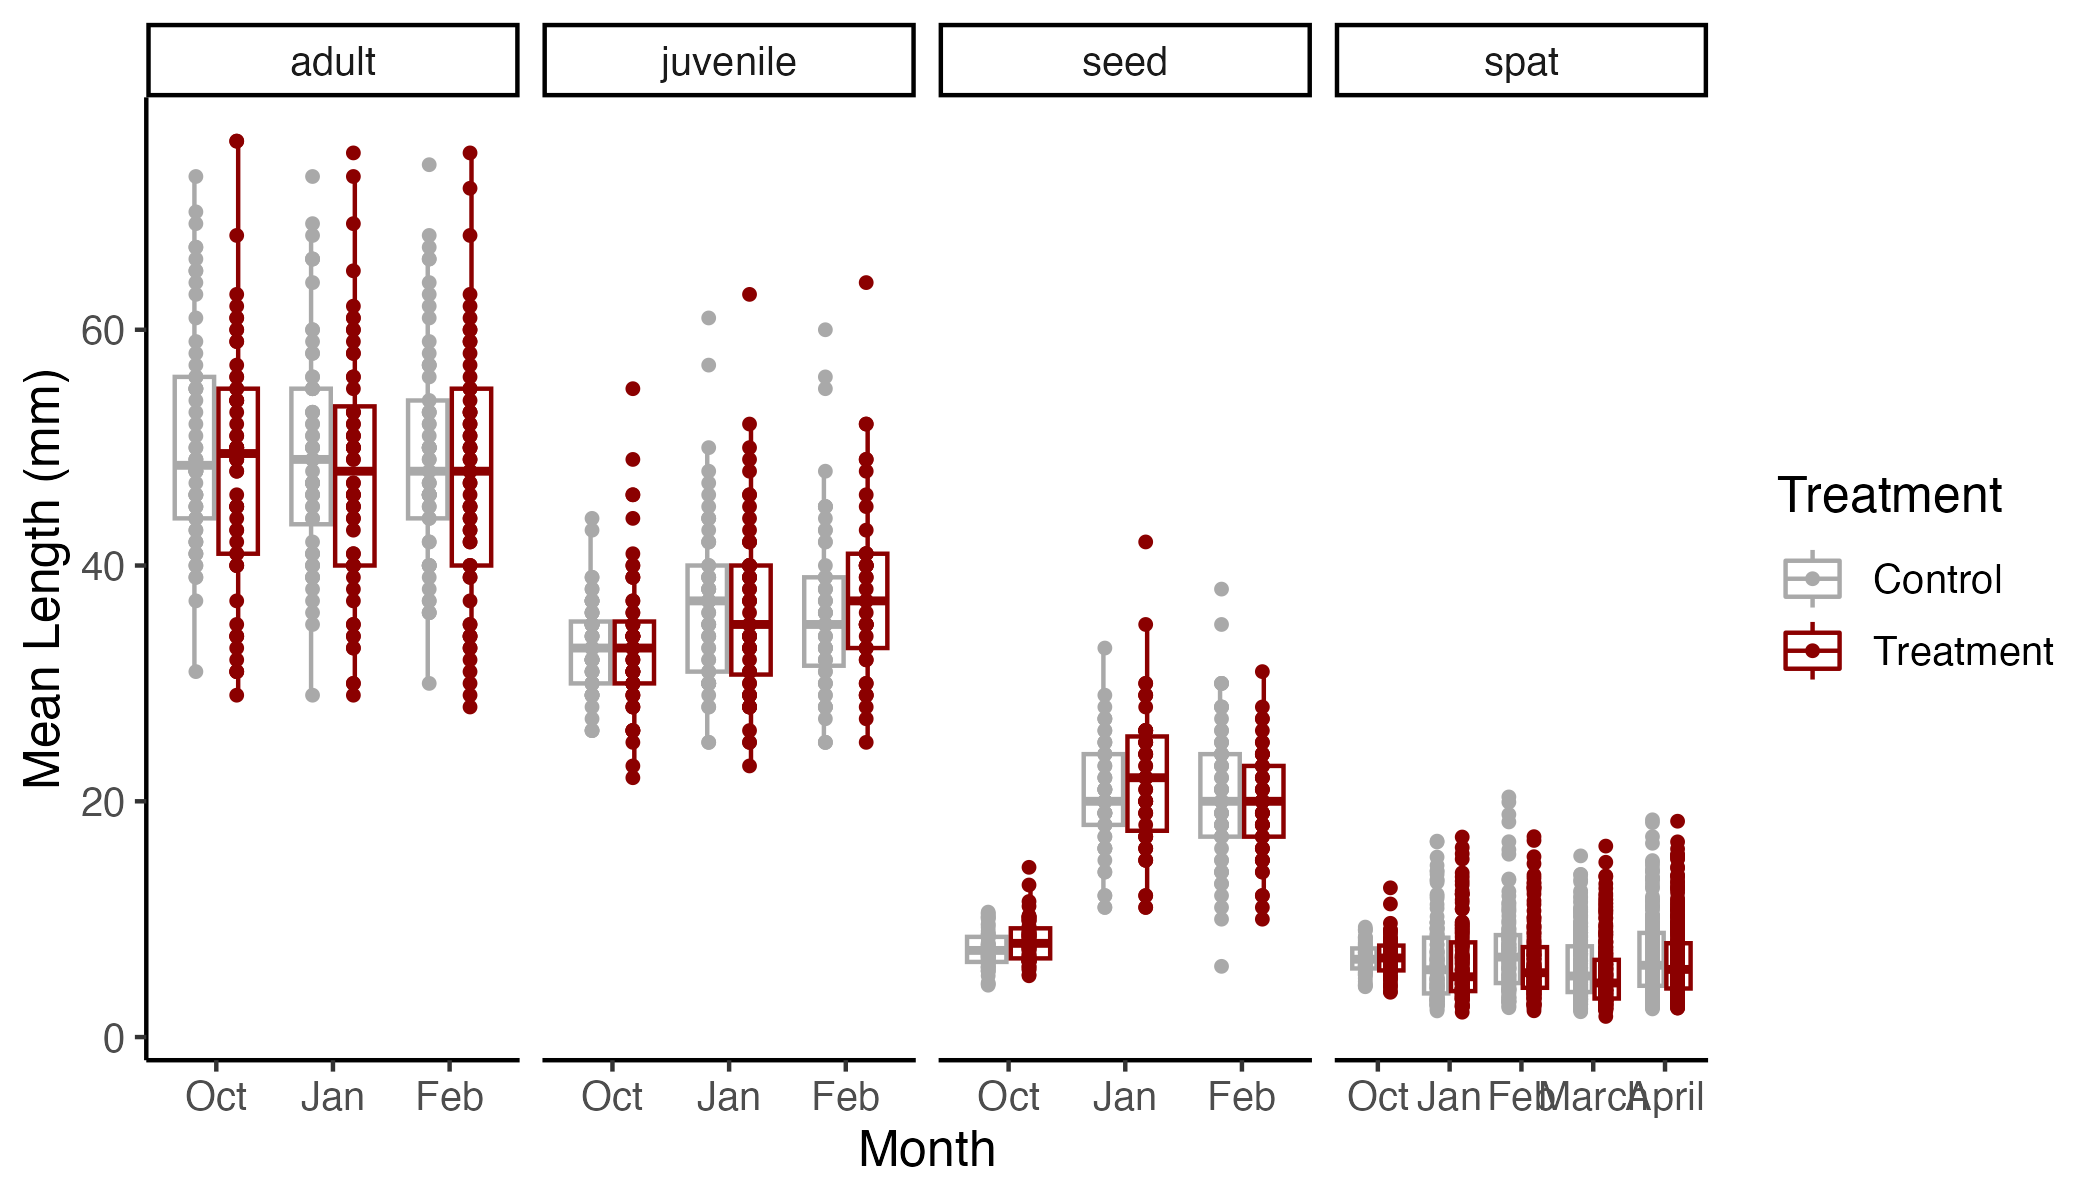 adult juvenile seed spat
Mean Length (mm)
60
40
20
0
Oct Jan Feb Oct Jan Feb Oct Jan Feb Oct Jan Feb March April
Month
Treatment
Control
Treatment